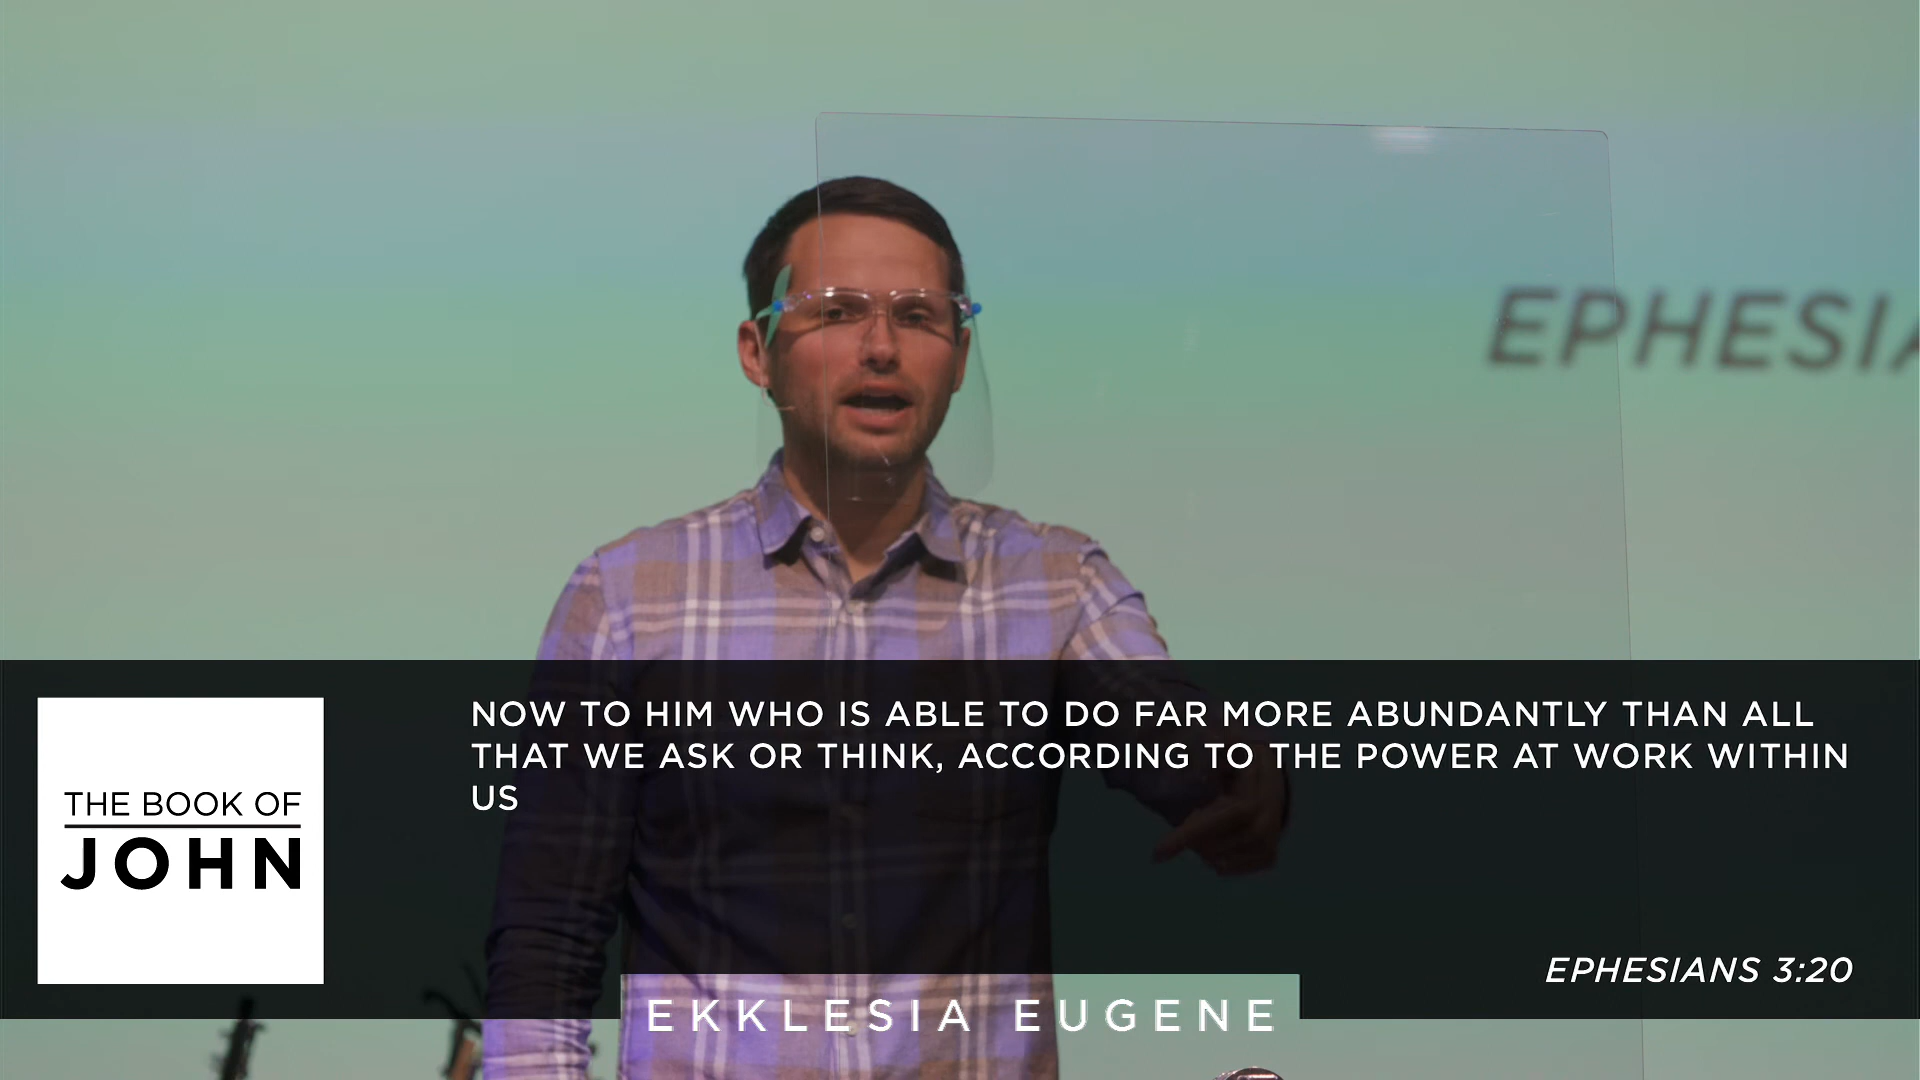 EPHESIA
NOW TO HIM WHO IS ABLE TO DO FAR MORE ABUNDANTLY THAN ALL
THAT WE ASK OR THINK, ACCORDING TO THE POWER AT WORK WITHIN
US
THE BOOK OF
JOHN
EPHESIANS 3:20
EKKLESIA EUGENE